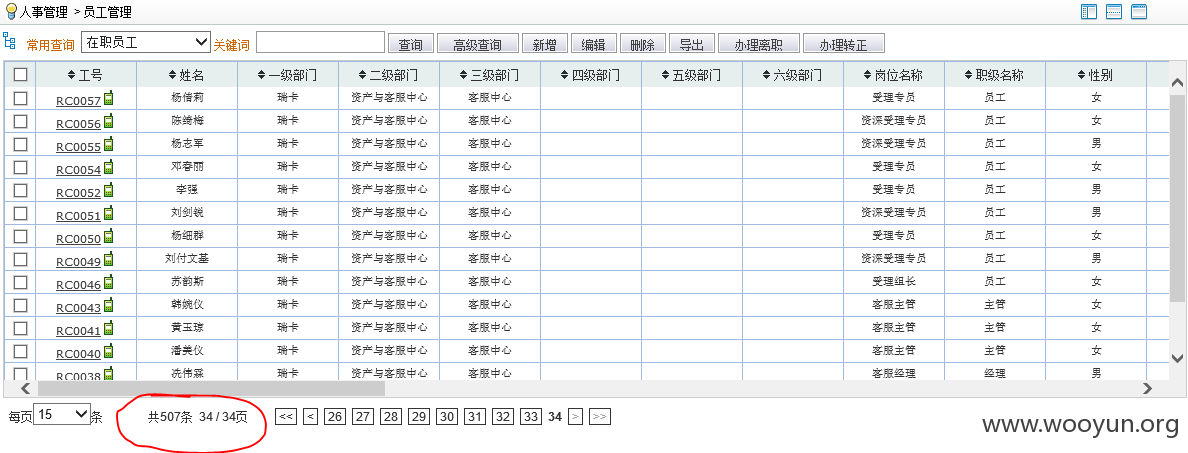 人事管理 > 员工管理
常用查询 在职员工 关键词 查询 高级查询 新增 编辑 删除 导出 办理离职 办理转正
工号 姓名 一级部门 二级部门 三级部门 四级部门 五级部门 六级部门 岗位名称 职级名称 性别
RC0057 杨倩莉 瑞卡 资产与客服中心 客服中心 受理专员 员工 女
RC0056 陈绮梅 瑞卡 资产与客服中心 客服中心 资深受理专员 员工 女
RC0055 杨志军 瑞卡 资产与客服中心 客服中心 资深受理专员 员工 男
RC0054 邓春丽 瑞卡 资产与客服中心 客服中心 受理专员 员工 女
RC0052 李强 瑞卡 资产与客服中心 客服中心 受理专员 员工 男
RC0051 刘剑锐 瑞卡 资产与客服中心 客服中心 资深受理专员 员工 男
RC0050 杨细群 瑞卡 资产与客服中心 客服中心 受理专员 员工 女
RC0049 刘付文基 瑞卡 资产与客服中心 客服中心 资深受理专员 员工 男
RC0046 苏韵斯 瑞卡 资产与客服中心 客服中心 受理组长 员工 女
RC0043 韩婉仪 瑞卡 资产与客服中心 客服中心 客服主管 主管 女
RC0041 黄玉琼 瑞卡 资产与客服中心 客服中心 客服主管 主管 女
RC0040 潘美仪 瑞卡 资产与客服中心 客服中心 客服主管 主管 女
RC0038 冼伟霖 瑞卡 资产与客服中心 客服中心 客服经理 经理 男
每页 15 条 共507条 34 / 34页 << < 26 27 28 29 30 31 32 33 34 > >>
www.wooyun.org